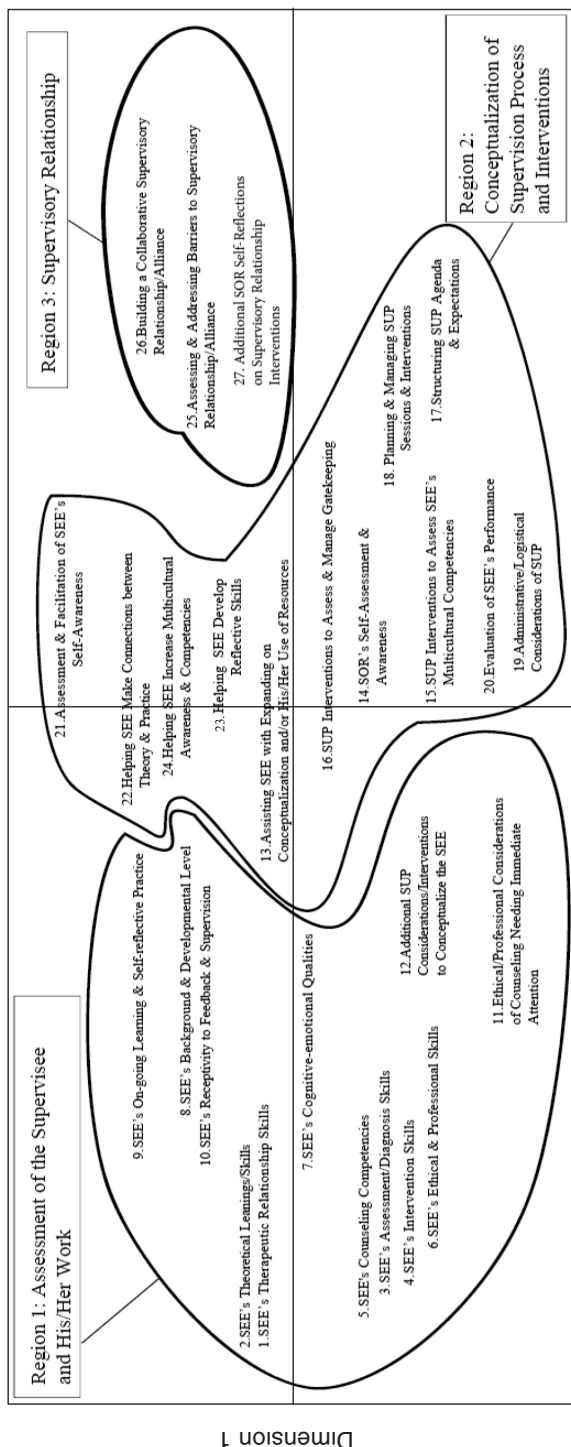 Region 1: Assessment of the Supervisee
and His/Her Work
9.SEE's On-going Learning & Self-reflective Practice
8.SEE's Background & Developmental Level
10.SEE's Receptivity to Feedback & Supervision
2.SEE's Theoretical Leanings/Skills
1.SEE's Therapeutic Relationship Skills
7.SEE's Cognitive-emotional Qualities
5.SEE's Counseling Competencies
3.SEE's Assessment/Diagnosis Skills
4.SEE's Intervention Skills
6.SEE's Ethical & Professional Skills
12.Additional SUP
Considerations/Interventions
to Conceptualize the SEE
11.Ethical/Professional Considerations
of Counseling Needing Immediate
Attention
21.Assessment & Facilitation of SEE's
Self-Awareness
22.Helping SEE Make Connections between
Theory & Practice
24.Helping SEE Increase Multicultural
Awareness & Competencies
23. Helping SEE Develop
Reflective Skills
13.Assisting SEE with Expanding on
Conceptualization and/or His/Her Use of Resources
16.SUP Interventions to Assess & Manage Gatekeeping
14.SOR's Self-Assessment &
Awareness
18. Planning & Managing SUP
Sessions & Interventions
15.SUP Interventions to Assess SEE's
Multicultural Competencies
17.Structuring SUP Agenda
& Expectations
20.Evaluation of SEE's Performance
19.Administrative/Logistical
Considerations of SUP
Region 3: Supervisory Relationship
26.Building a Collaborative Supervisory
Relationship/Alliance
25.Assessing & Addressing Barriers to Supervisory
Relationship/Alliance
27. Additional SOR Self-Reflections
on Supervisory Relationship
Interventions
Region 2:
Conceptualization of
Supervision Process
and Interventions
Dimension 1